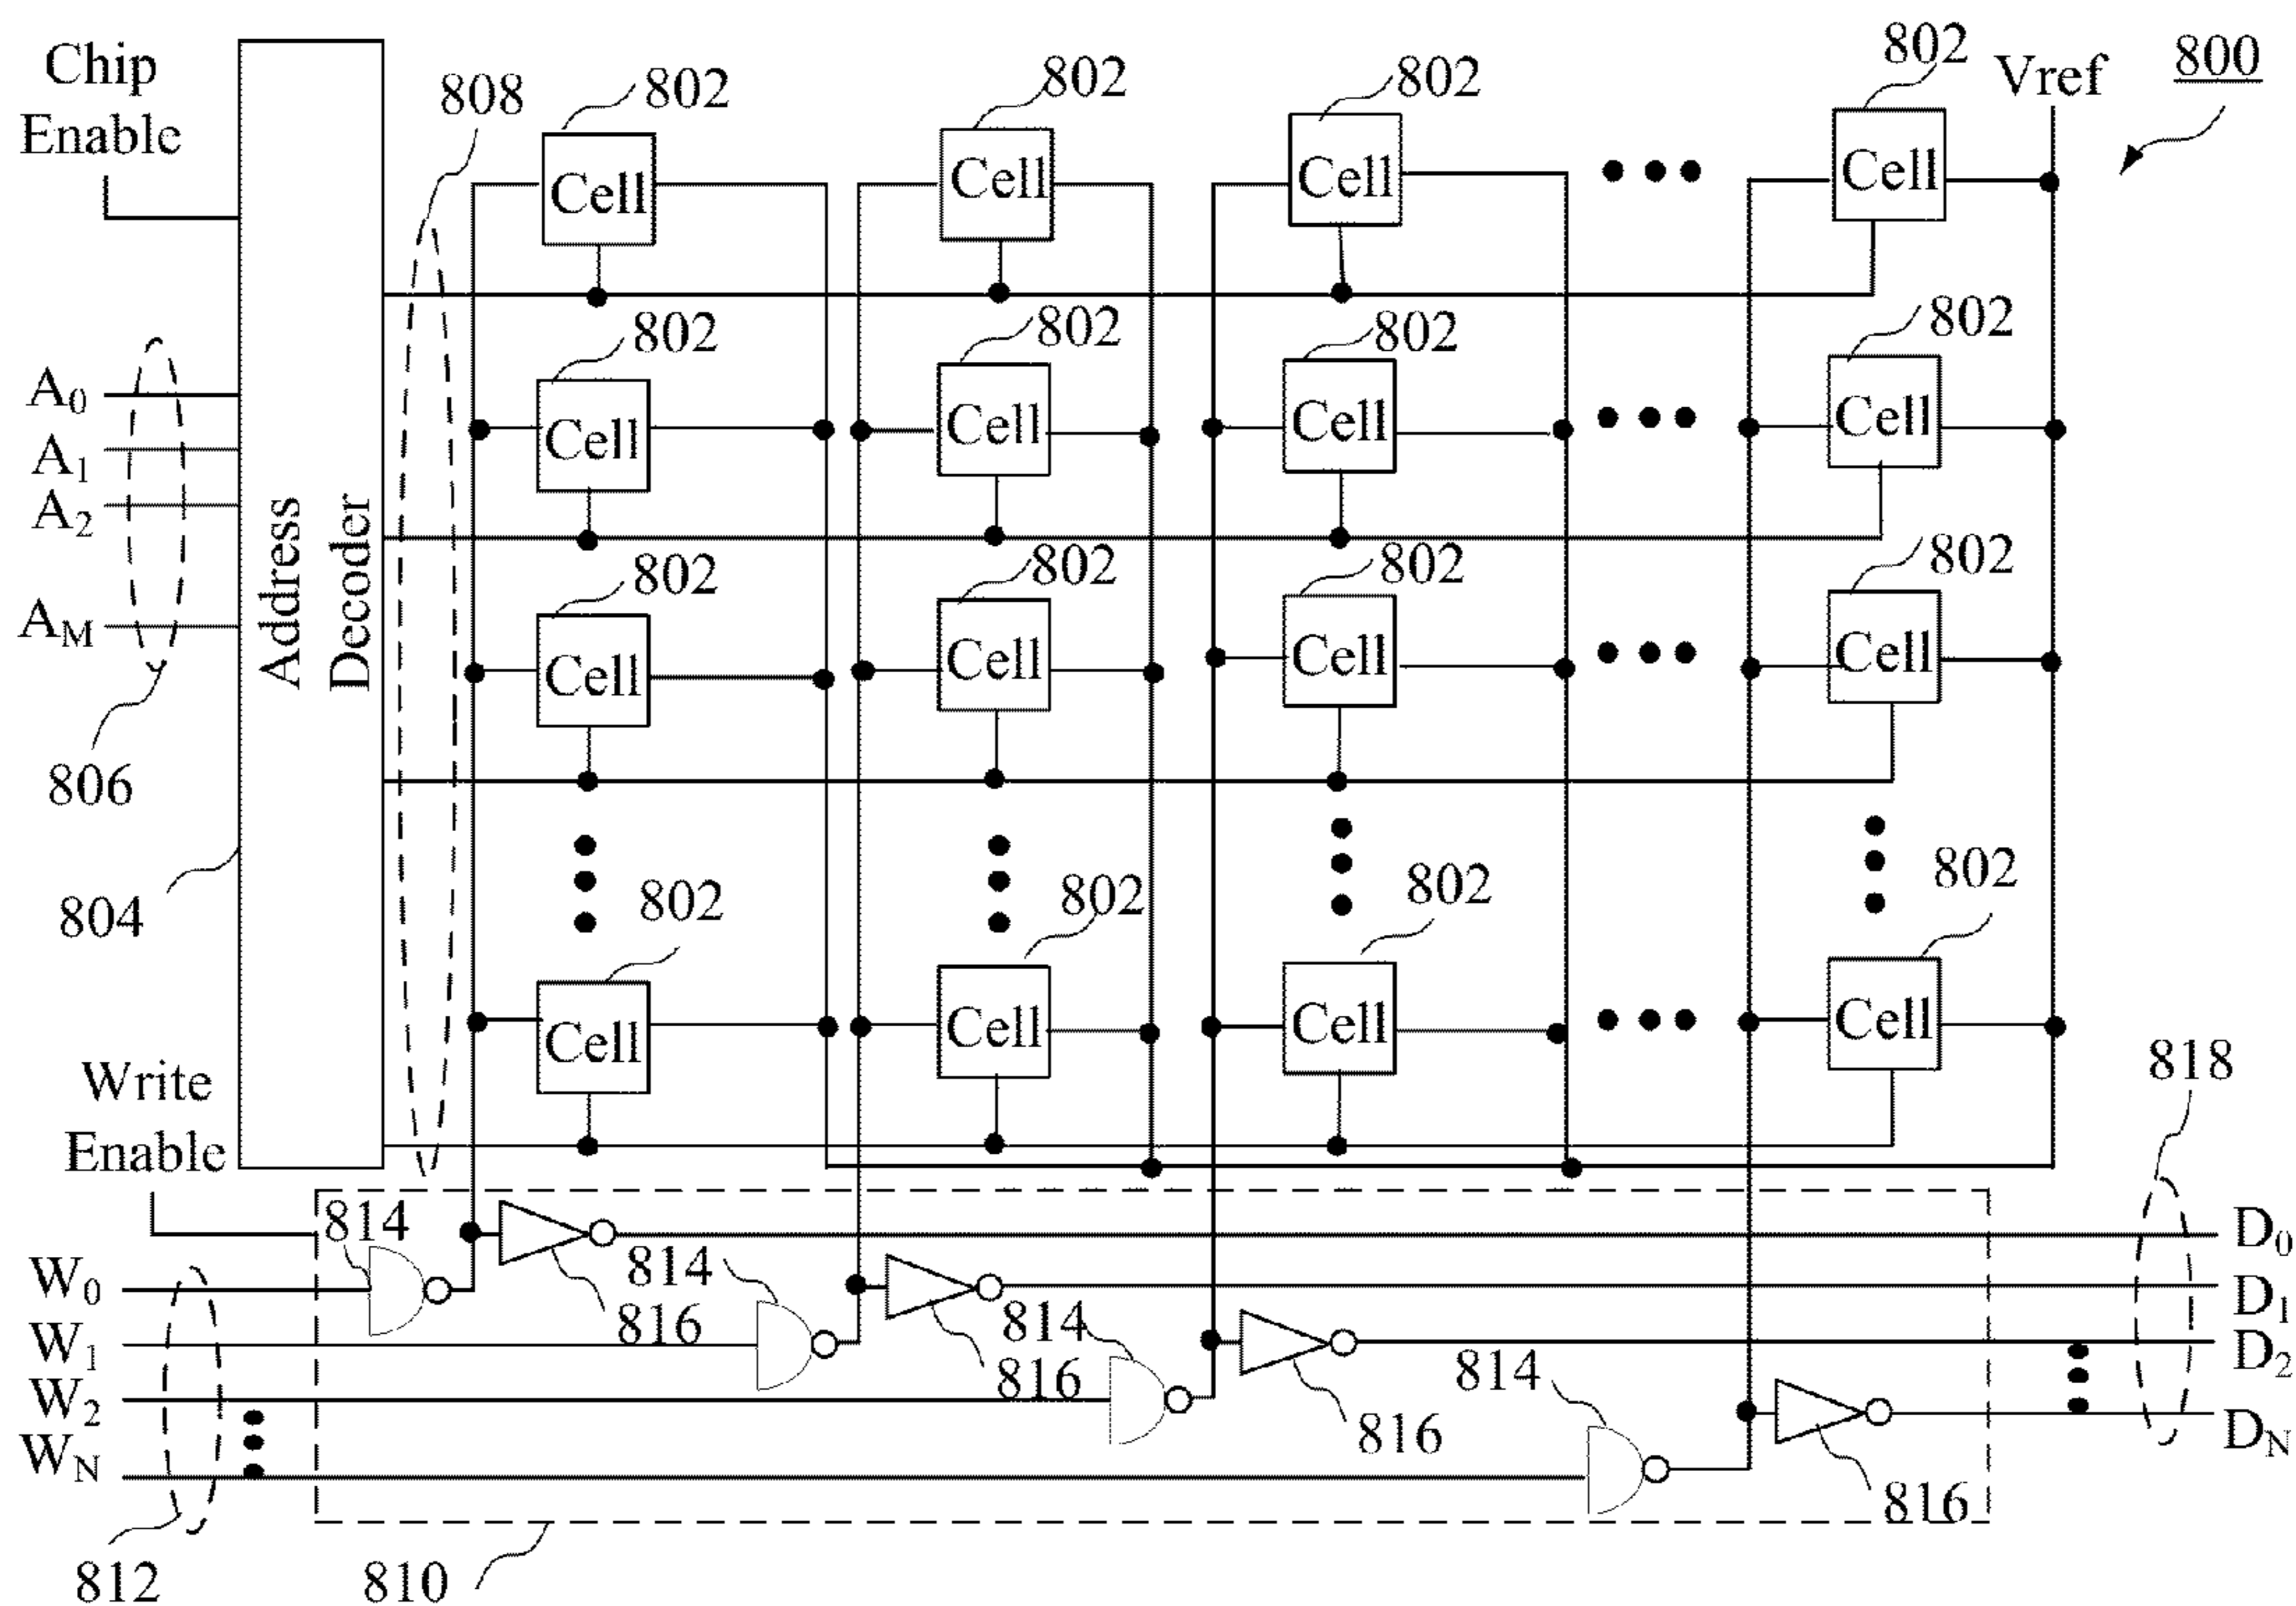 Chip
Enable
808
802
802
802
802
Vref
800
Cell
Cell
Cell
Cell
802
802
802
802
A0
A1
A2
AM
Cell
Cell
Cell
Cell
Address
Decoder
802
802
802
802
Cell
Cell
Cell
Cell
806
804
802
802
802
802
Cell
Cell
Cell
Cell
Write
Enable
818
814
W0
W1
W2
WN
816
814
816
814
816
814
816
D0
D1
D2
DN
812
810